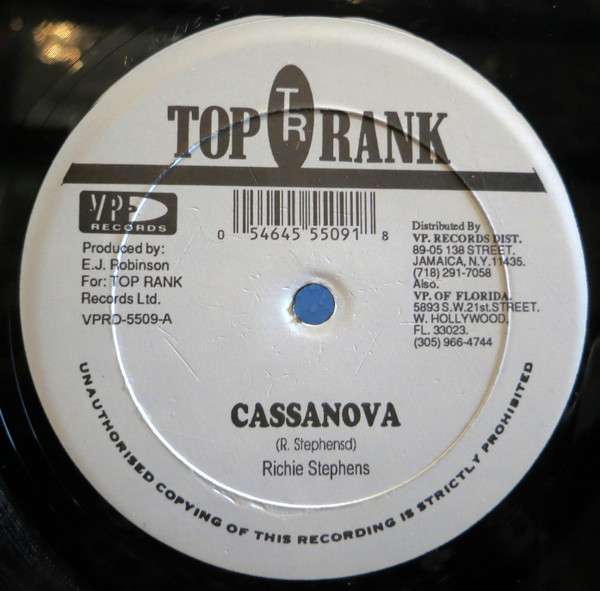 TOP TR RANK
VPD
RECORDS
Produced by:
E.J. Robinson
For: TOP RANK
Records Ltd.
VPRD-5509-A
0 54645 55091 8
Distributed By
VP. RECORDS DIST.
89-05 138 STREET.
JAMAICA, N.Y.11435.
(718) 291-7058
Also.
VP. OF FLORIDA.
5893 S.W.21st.STREET.
W. HOLLYWOOD,
FL. 33023.
(305) 966-4744
CASSANOVA
(R. Stephensd)
Richie Stephens
UNAUTHORISED COPYING OF THIS RECORDING IS STRICTLY PROHIBITED